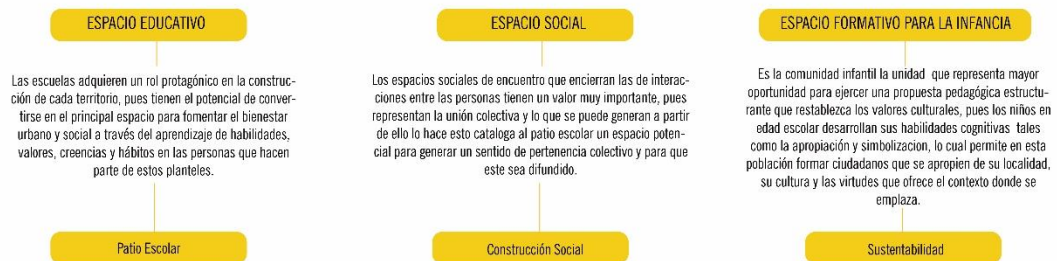 ESPACIO EDUCATIVO
Las escuelas adquieren un rol protagónico en la construc-
ción de cada territorio, pues tienen el potencial de conver-
tirse en el principal espacio para fomentar el bienestar
urbano y social a través del aprendizaje de habilidades,
valores, creencias y hábitos en las personas que hacen
parte de estos planteles.
Patio Escolar
ESPACIO SOCIAL
Los espacios sociales de encuentro que encierran las de interac-
ciones entre las personas tienen un valor muy importante, pues
representan la unión colectiva y lo que se puede generan a partir
de ello lo hace esto cataloga al patio escolar un espacio poten-
cial para generar un sentido de pertenencia colectivo y para que
este sea difundido.
Construcción Social
ESPACIO FORMATIVO PARA LA INFANCIA
Es la comunidad infantil la unidad que representa mayor
oportunidad para ejercer una propuesta pedagógica estructu-
rante que restablezca los valores culturales, pues los niños en
edad escolar desarrollan sus habilidades cognitivas tales
como la apropiación y simbolizacion, lo cual permite en esta
población formar ciudadanos que se apropien de su localidad,
su cultura y las virtudes que ofrece el contexto donde se
emplaza.
Sustentabilidad